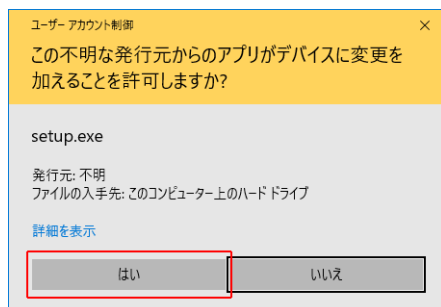 ユーザー アカウント制御
この不明な発行元からのアプリがデバイスに変更を
加えることを許可しますか?
setup.exe
発行元: 不明
ファイルの入手先: このコンピューター上のハード ドライブ
詳細を表示
はい
いいえ